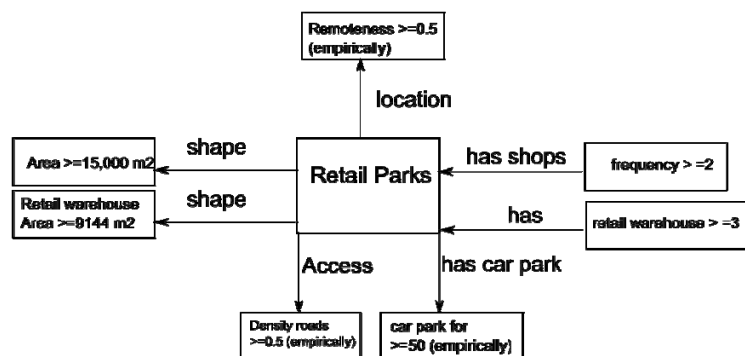 Remoteness >=0.5
(empirically)
location
Area >=15,000 m2
shape
Retail Parks
has shops
frequency > =2
Retail warehouse
Area >=9144 m2
shape
has
retail warehouse > =3
Access
has car park
Density roads
>=0.5 (empirically)
car park for
>=50 (empirically)